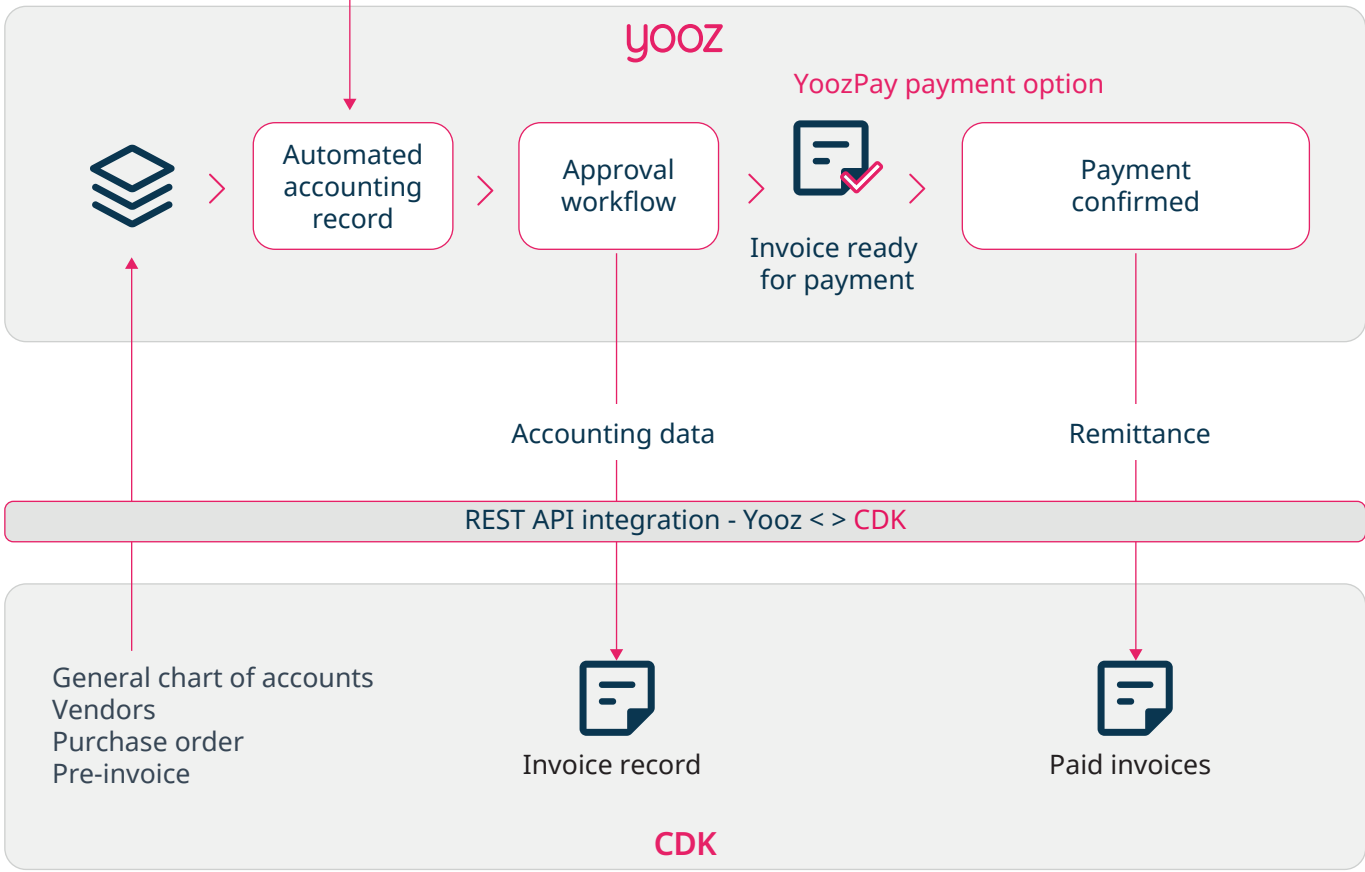 yooz
YoozPay payment option
Automated
accounting
record
Approval
workflow
Invoice ready
for payment
Payment
confirmed
Accounting data
Remittance
REST API integration - Yooz < > CDK
General chart of accounts
Vendors
Purchase order
Pre-invoice
Invoice record
Paid invoices
CDK